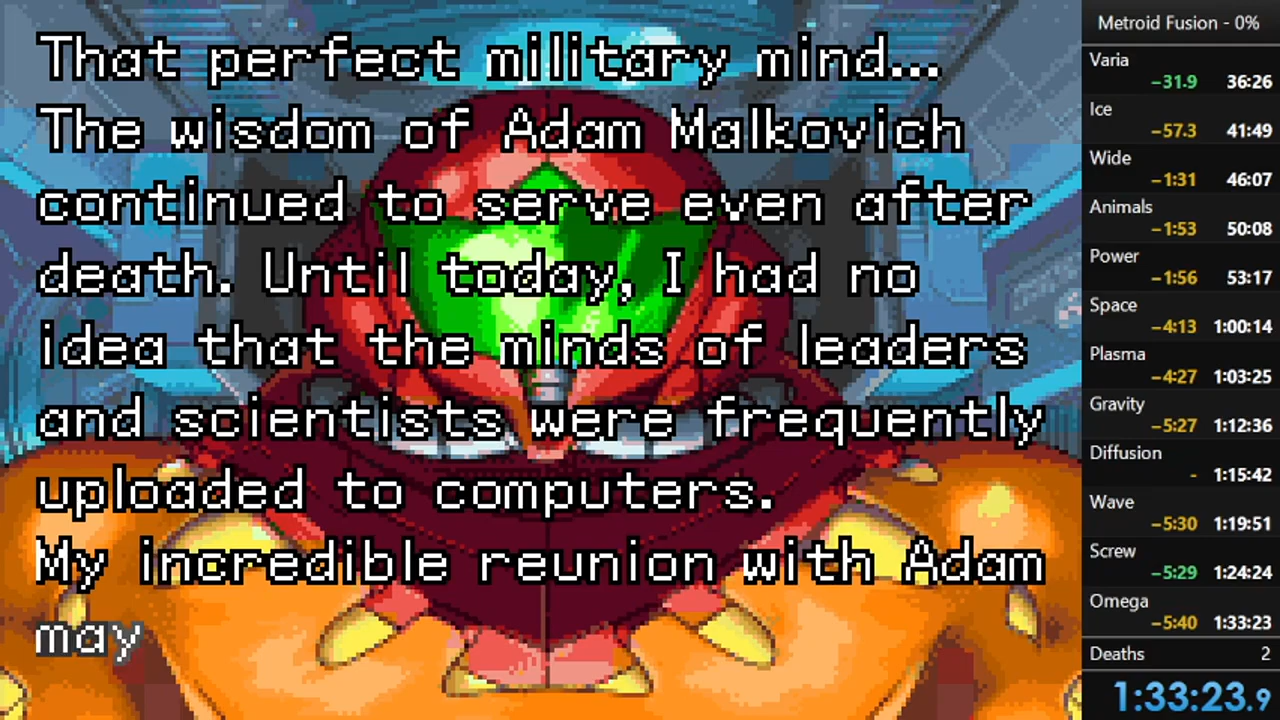 That perfect military mind...
The wisdom of Adam Malkovich
continued to serve even after
death. Until today, I had no
idea that the minds of leaders
and scientists were frequently
uploaded to computers.
My incredible reunion with Adam
may
Metroid Fusion - 0%
Varia
-31.9 36:26
Ice
-57.3 41:49
Wide
-1:31 46:07
Animals
-1:53 50:08
Power
-1:56 53:17
Space
-4:13 1:00:14
Plasma
-4:27 1:03:25
Gravity
-5:27 1:12:36
Diffusion
- 1:15:42
Wave
-5:30 1:19:51
Screw
-5:29 1:24:24
Omega
-5:40 1:33:23
Deaths 2
1:33:23.9